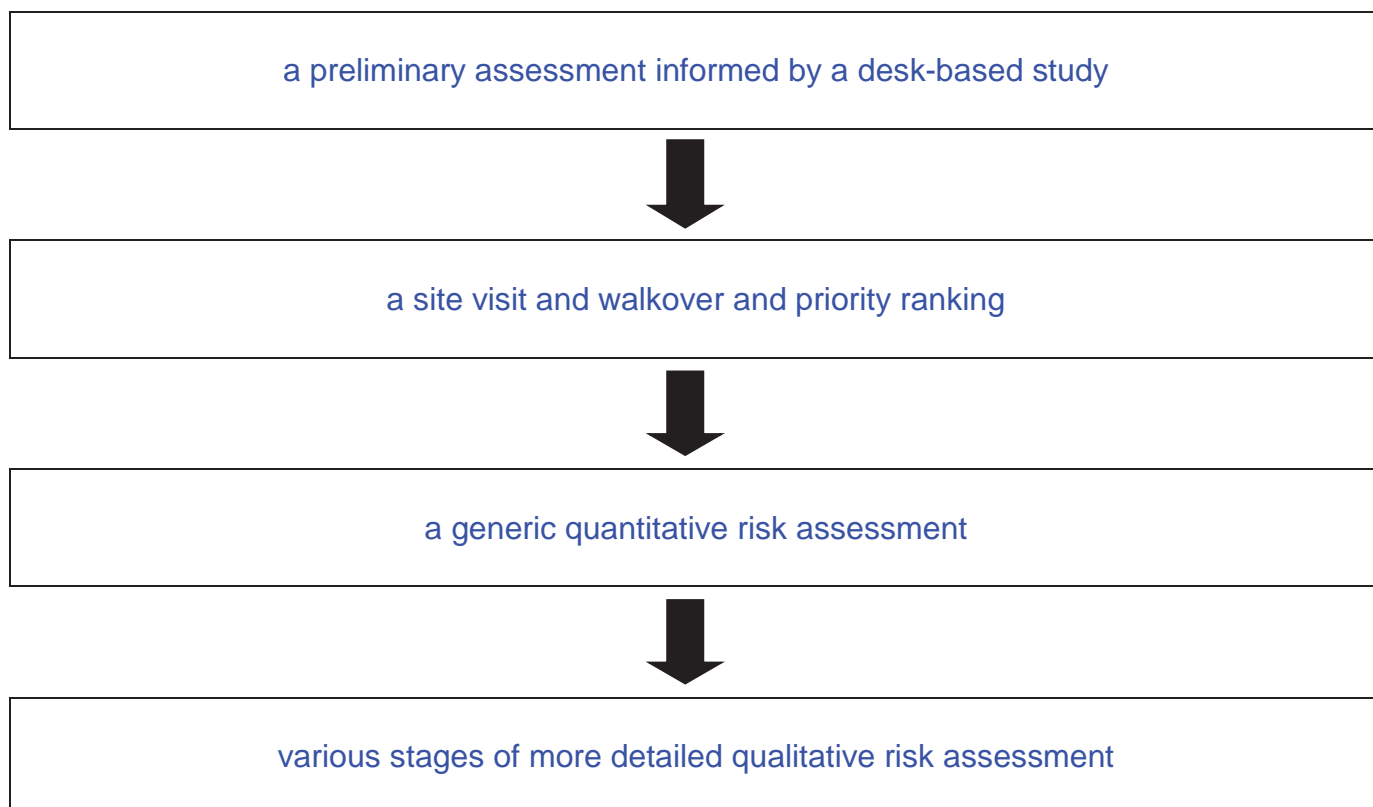 a preliminary assessment informed by a desk-based study
a site visit and walkover and priority ranking
a generic quantitative risk assessment
various stages of more detailed qualitative risk assessment